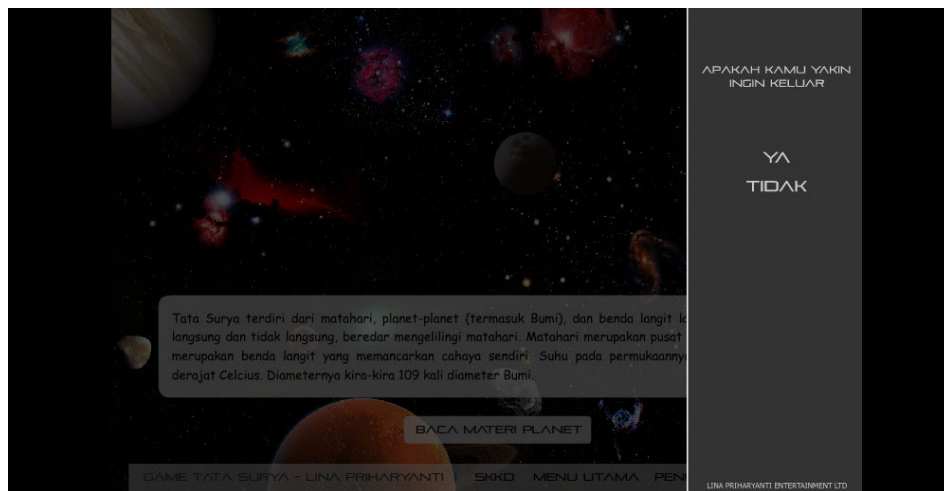 APAKAH KAMU YAKIN
INGIN KELUAR
YA
TIDAK
Tata Surya terdiri dari matahari, planet-planet (termasuk Bumi), dan benda langit
langsung dan tidak langsung, beredar mengelilingi matahari. Matahari merupakan pusat
merupakan benda langit yang memancarkan cahaya sendiri. Suhu pada permukaannya
derajat Celcius. Diameternya kira-kira 109 kali diameter Bumi.
BACA MATERI PLANET
GAME TATA SURYA - LINA PRIHARYANTI SKKD MENU UTAMA
LINA PRIHARYANTI ENTERTAINMENT LTD